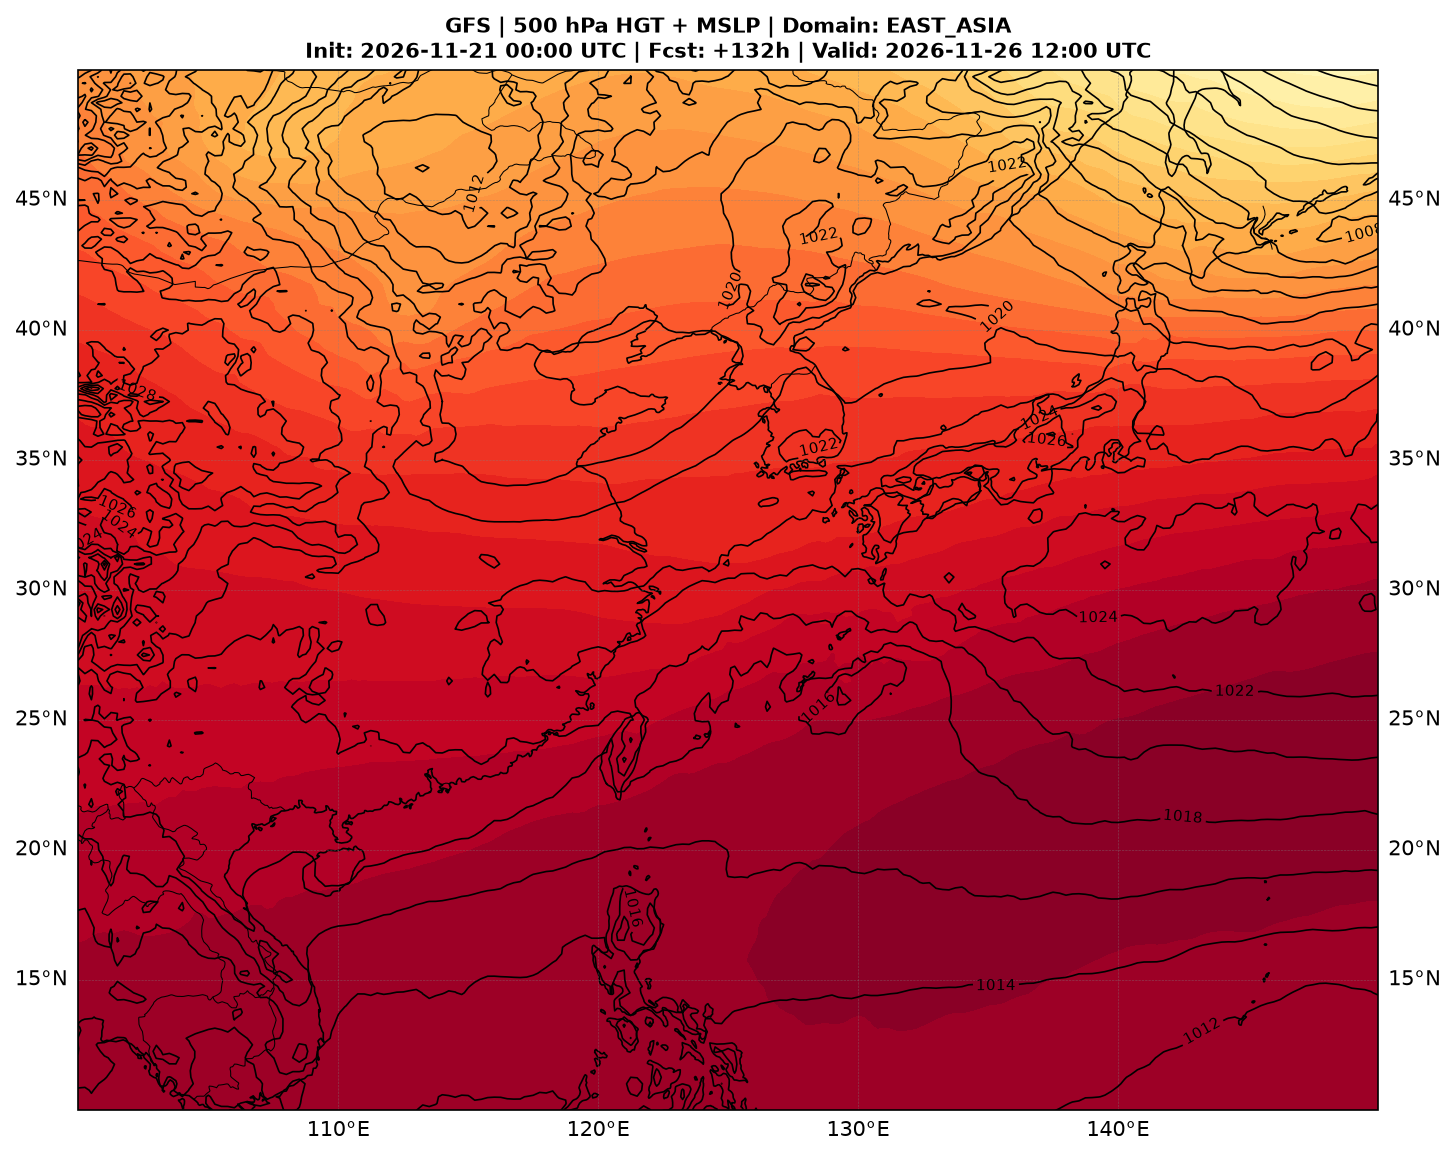 GFS | 500 hPa HGT + MSLP | Domain: EAST_ASIA
Init: 2026-11-21 00:00 UTC | Fcst: +132h | Valid: 2026-11-26 12:00 UTC
1022
1012
45°N
45°N
1022
1008
1020
1020
40°N
40°N
1028
1024
1026
1022
35°N
35°N
1026
1024
30°N
30°N
1024
1022
1016
25°N
25°N
1018
20°N
20°N
1016
15°N
1014
15°N
1012
110°E
120°E
130°E
140°E